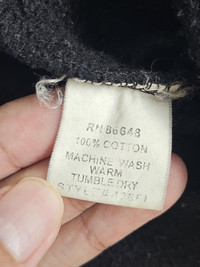 RN 86648
100% COTTON
MACHINE WASH
WARM
TUMBLE DRY